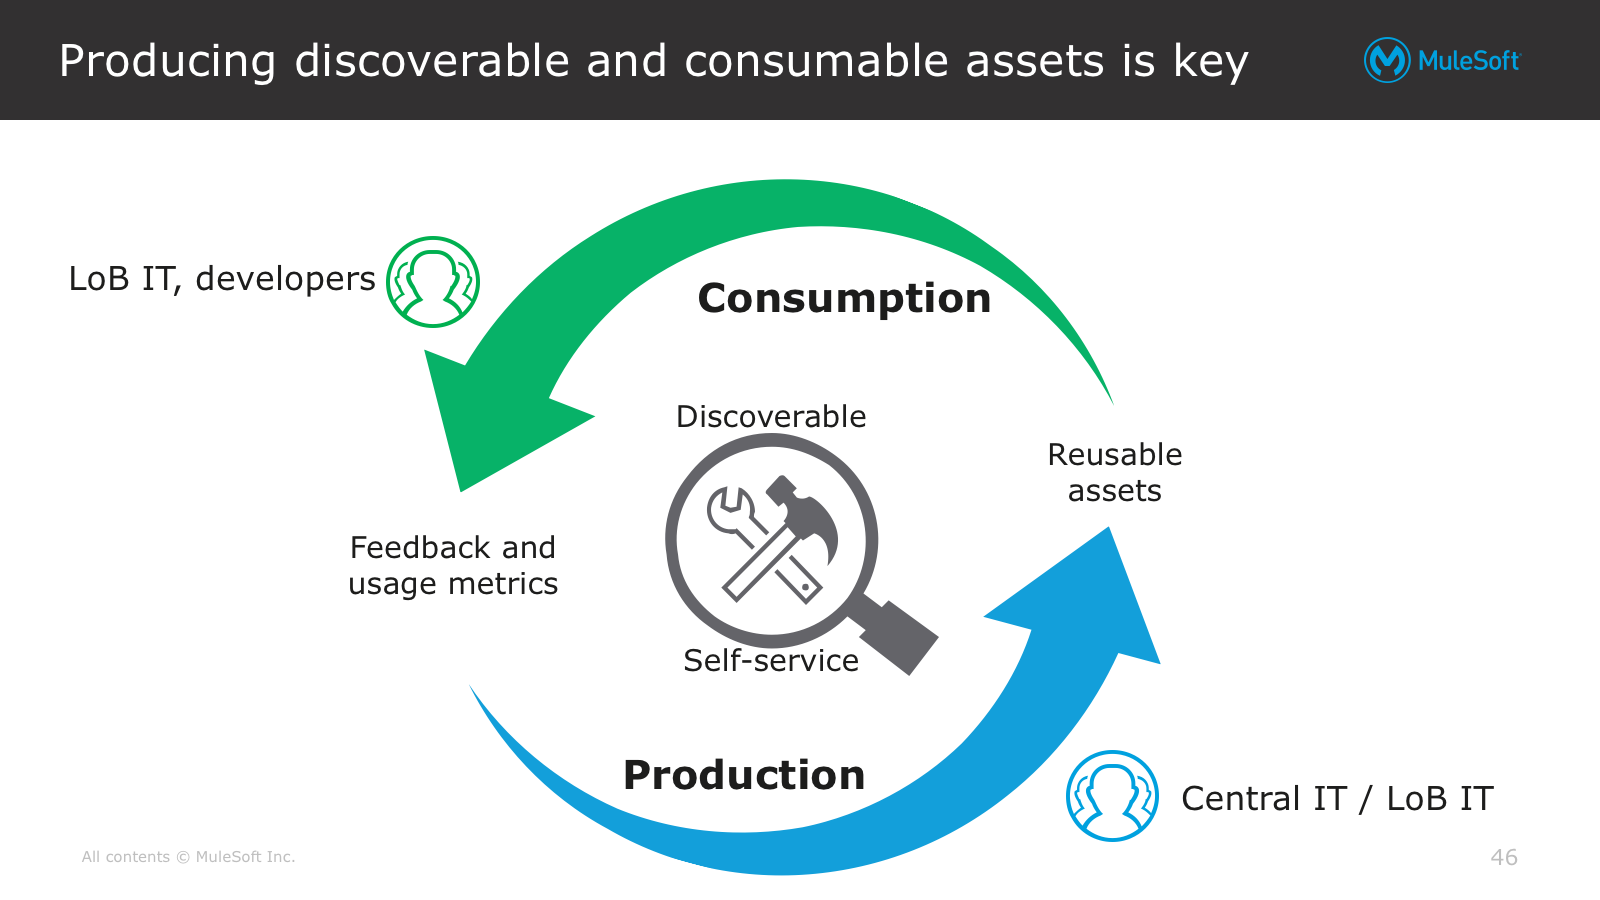 Producing discoverable and consumable assets is key
MuleSoft
LoB IT, developers
Consumption
Discoverable
Reusable
assets
Feedback and
usage metrics
Self-service
Production
Central IT / LoB IT
All contents © MuleSoft Inc.
46